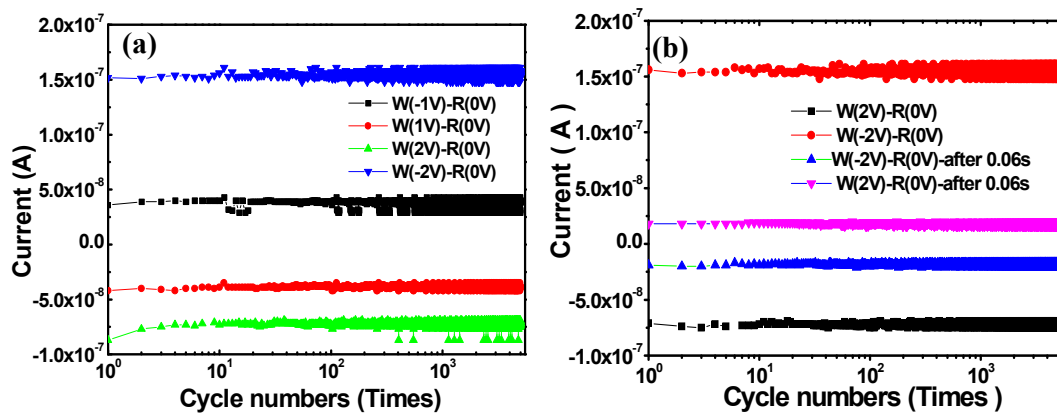 (a)
2.0x10⁻⁷
1.5x10⁻⁷
1.0x10⁻⁷
5.0x10⁻⁸
0.0
-5.0x10⁻⁸
-1.0x10⁻⁷
Current (A)
W(-1V)-R(0V)
W(1V)-R(0V)
W(2V)-R(0V)
W(-2V)-R(0V)
10⁰ 10¹ 10² 10³
Cycle numbers (Times)
(b)
2.0x10⁻⁷
1.5x10⁻⁷
1.0x10⁻⁷
5.0x10⁻⁸
0.0
-5.0x10⁻⁸
-1.0x10⁻⁷
Current ( A )
W(2V)-R(0V)
W(-2V)-R(0V)
W(-2V)-R(0V)-after 0.06s
W(2V)-R(0V)-after 0.06s
10⁰ 10¹ 10² 10³
Cycle numbers (Times )